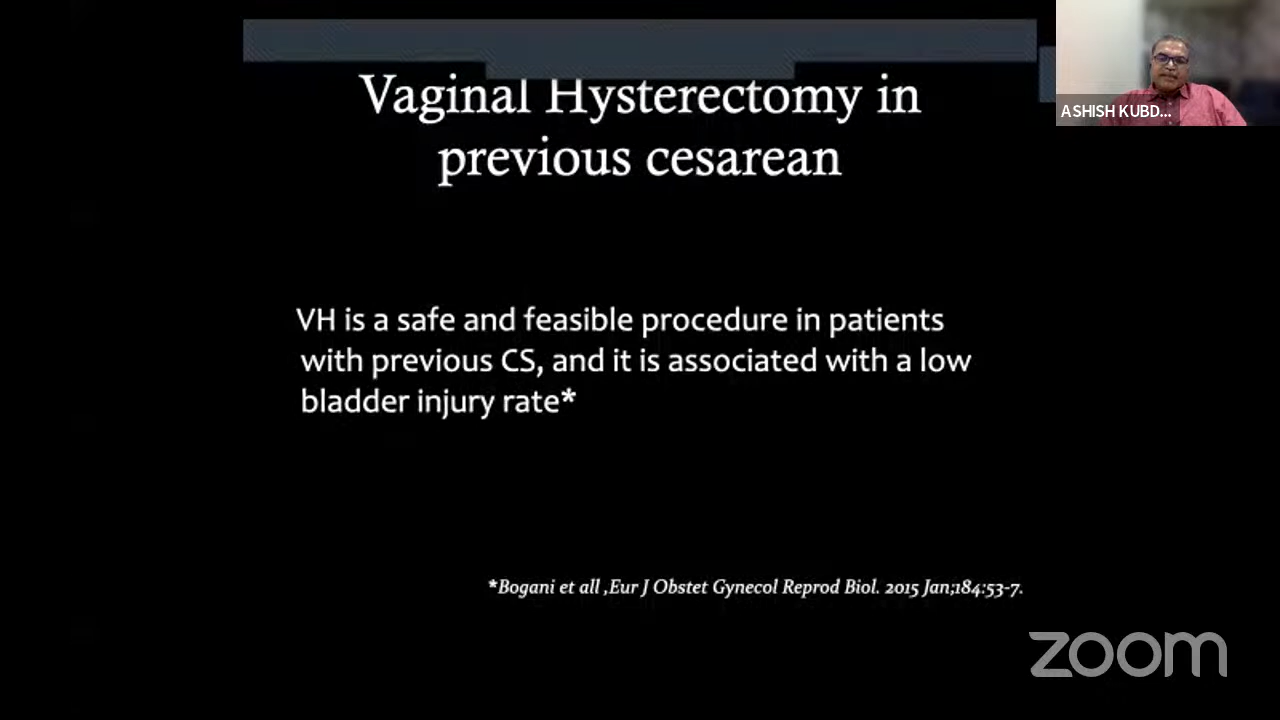 Vaginal Hysterectomy in
previous cesarean
VH is a safe and feasible procedure in patients
with previous CS, and it is associated with a low
bladder injury rate*
*Bogani et all ,Eur J Obstet Gynecol Reprod Biol. 2015 Jan;184:53-7.
ASHISH KUBD...
zoom